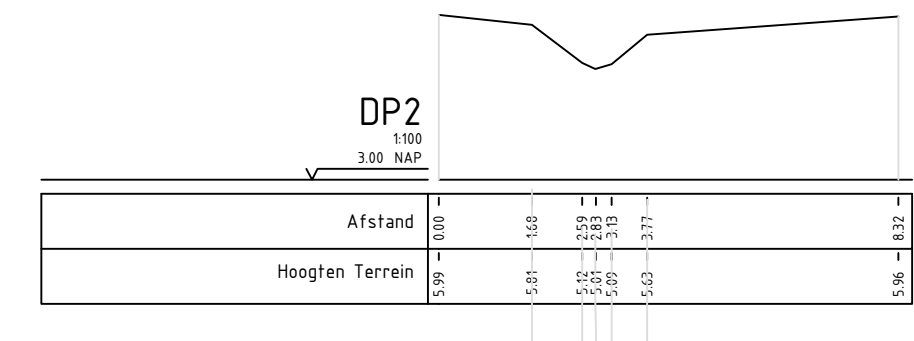 DP2
1:100
3.00 NAP
Afstand 0.00 1.68 2.59 2.83 3.13 3.77 8.32
Hoogten Terrein 5.99 5.81 5.12 5.01 5.09 5.63 5.96